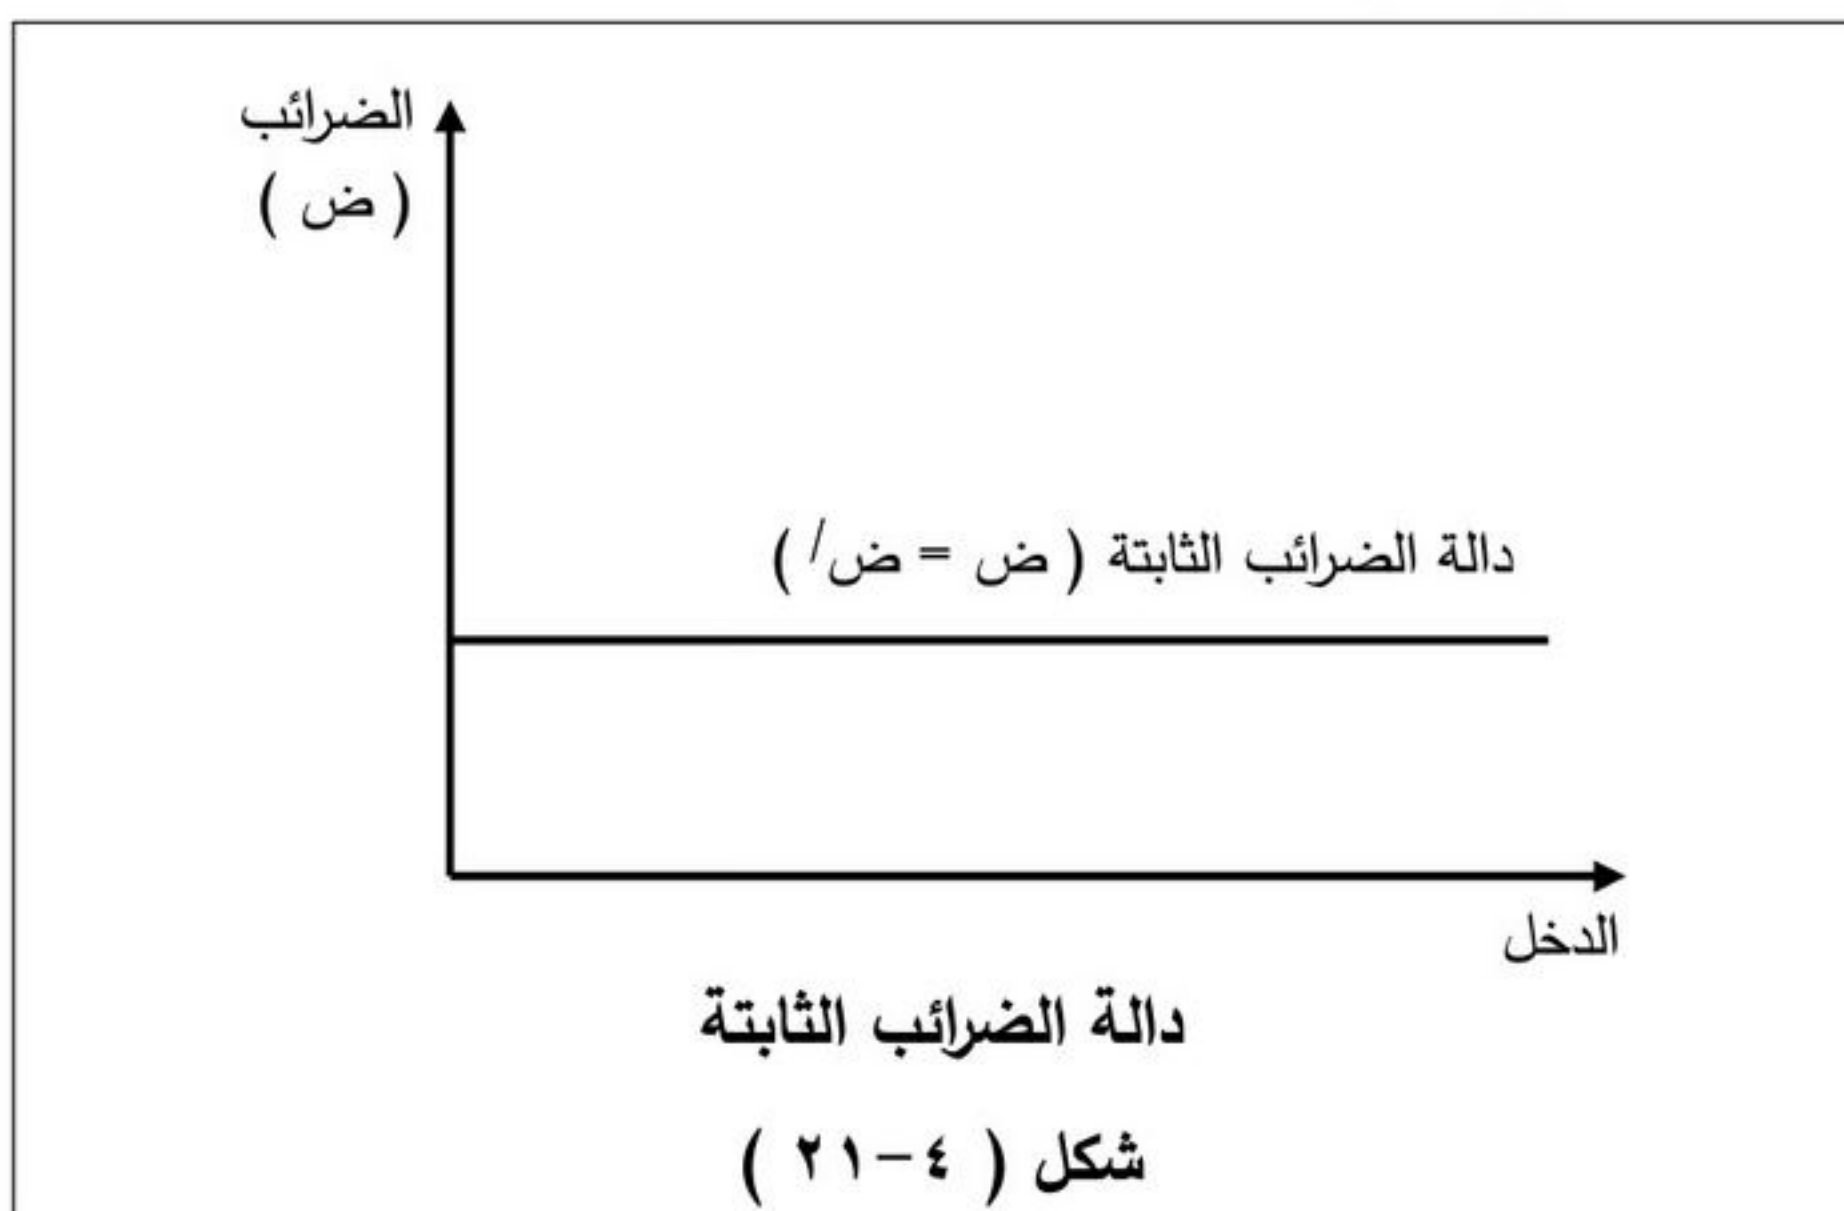 الضرائب
( ض )
دالة الضرائب الثابتة ( ض = ض/ )
الدخل
دالة الضرائب الثابتة
شكل ( ٤-٢١ )